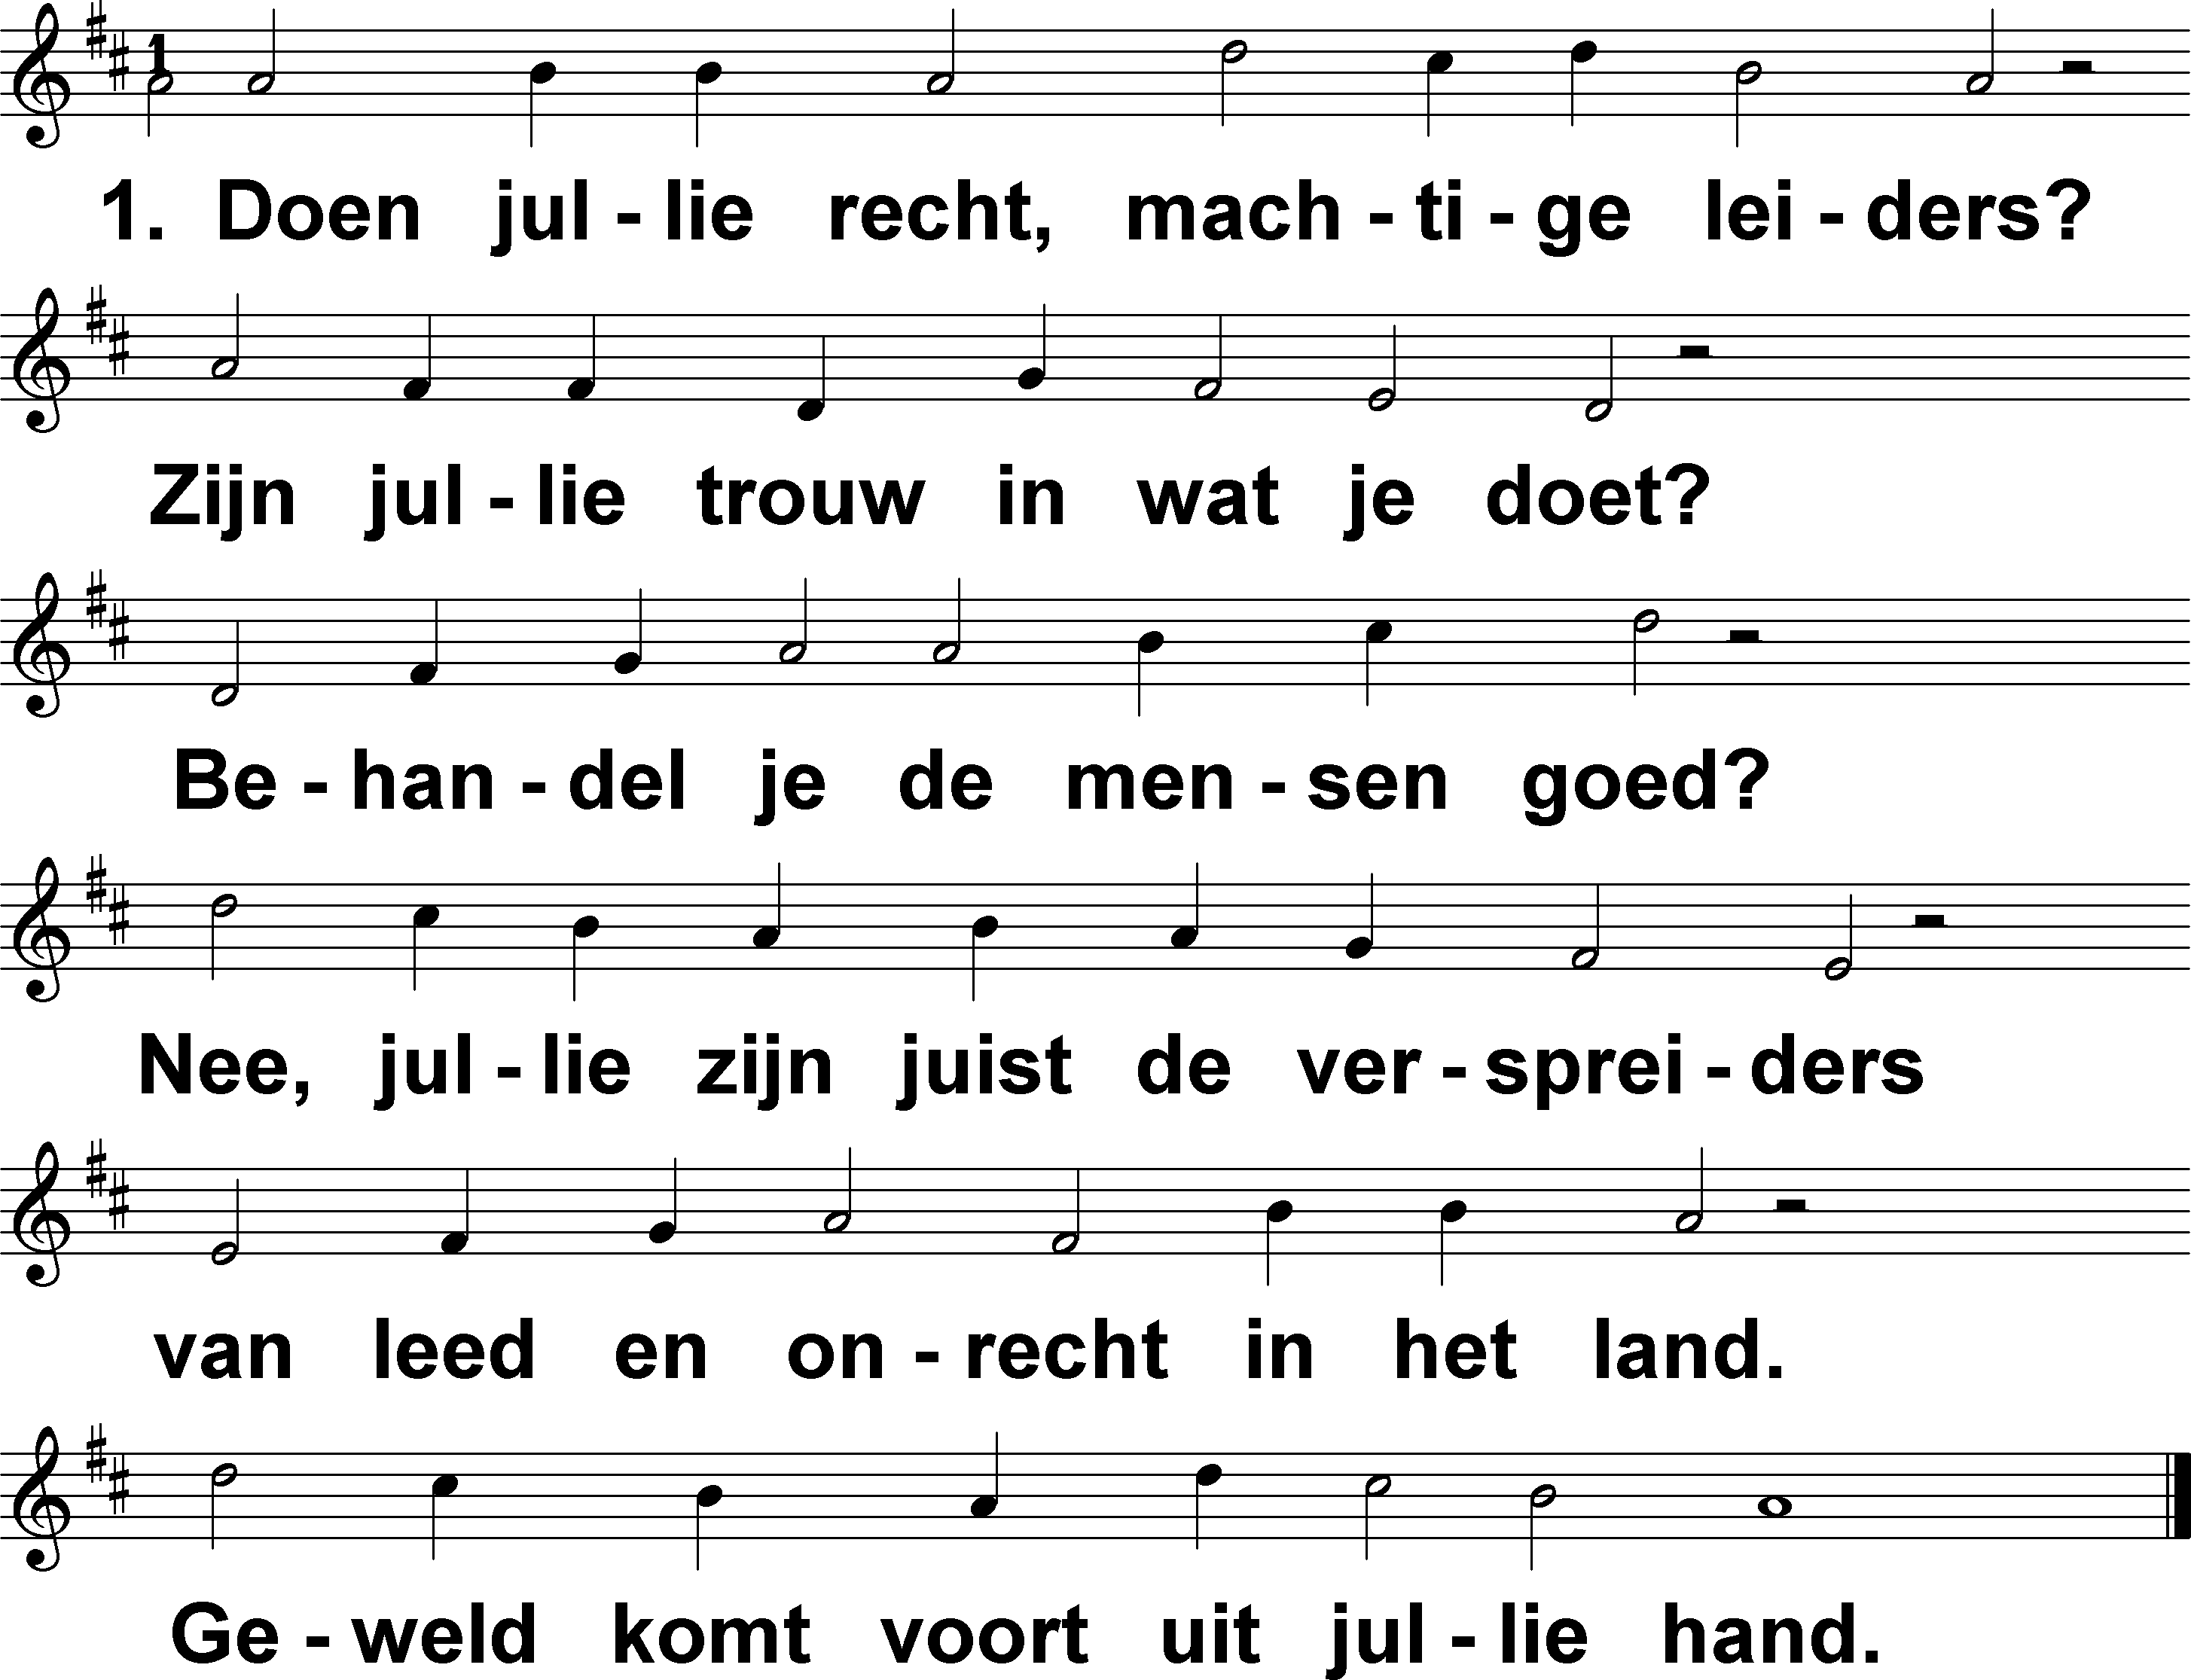 1
1. Doen jul - lie recht, mach - ti - ge lei - ders?
Zijn jul - lie trouw in wat je doet?
Be - han - del je de men - sen goed?
Nee, jul - lie zijn juist de ver - sprei - ders
van leed en on - recht in het land.
Ge - weld komt voort uit jul - lie hand.